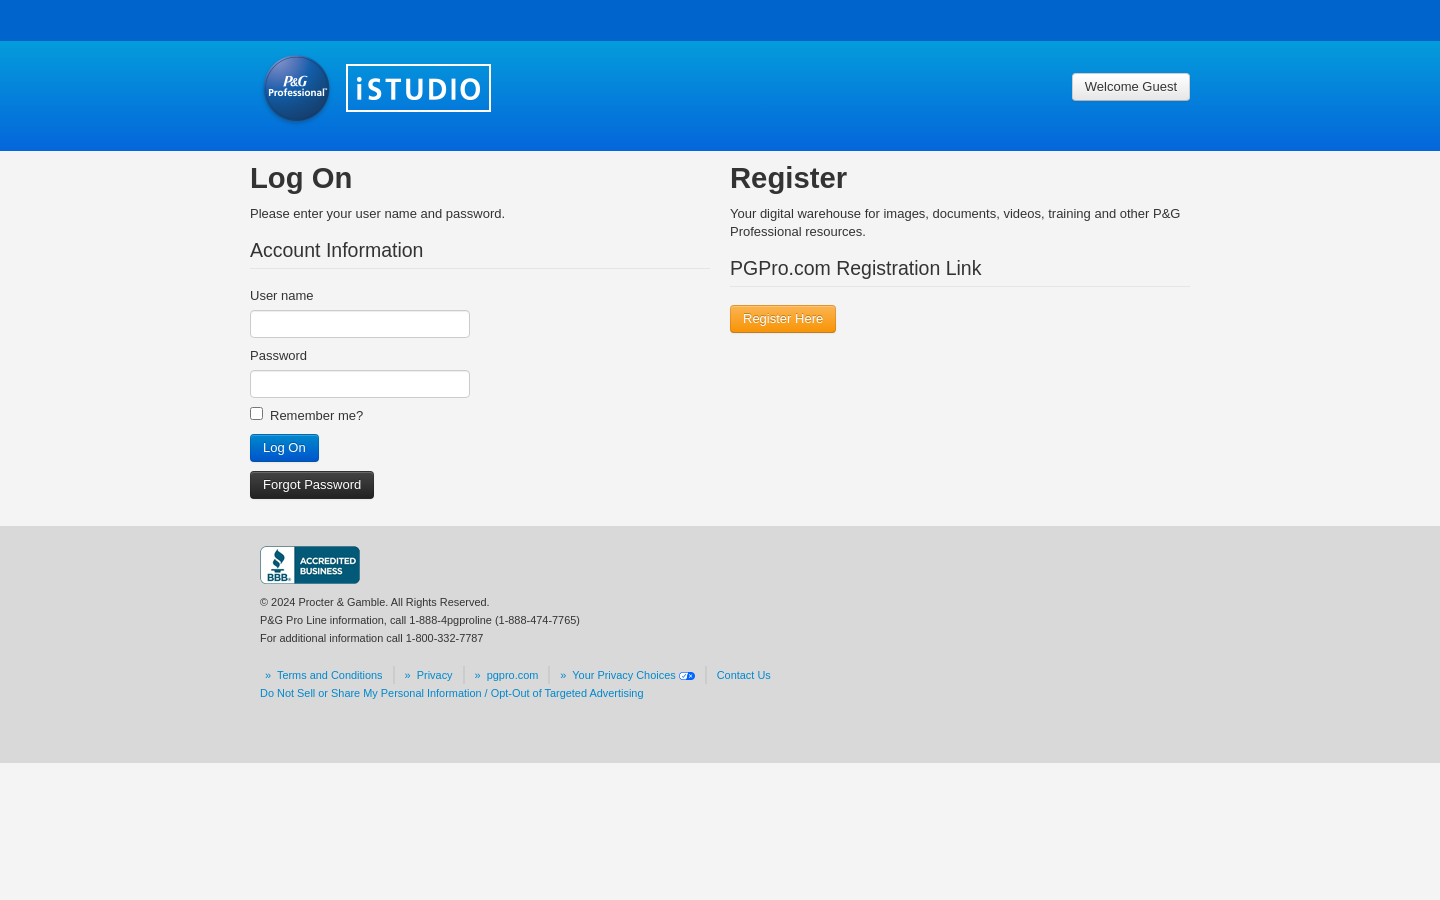 P&G
Professional™
iSTUDIO
Welcome Guest
Log On
Please enter your user name and password.
Account Information
User name
Password
Remember me?
Log On
Forgot Password
Register
Your digital warehouse for images, documents, videos, training and other P&G
Professional resources.
PGPro.com Registration Link
Register Here
BBB® ACCREDITED
BUSINESS
© 2024 Procter & Gamble. All Rights Reserved.
P&G Pro Line information, call 1-888-4pgproline (1-888-474-7765)
For additional information call 1-800-332-7787
» Terms and Conditions » Privacy » pgpro.com » Your Privacy Choices Contact Us
Do Not Sell or Share My Personal Information / Opt-Out of Targeted Advertising